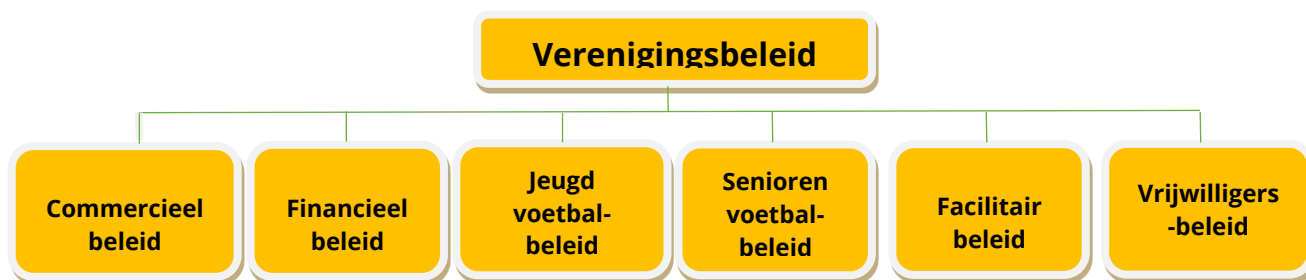 Verenigingsbeleid
Commercieel
beleid
Financieel
beleid
Jeugd
voetbal-
beleid
Senioren
voetbal-
beleid
Facilitair
beleid
Vrijwilligers
-beleid